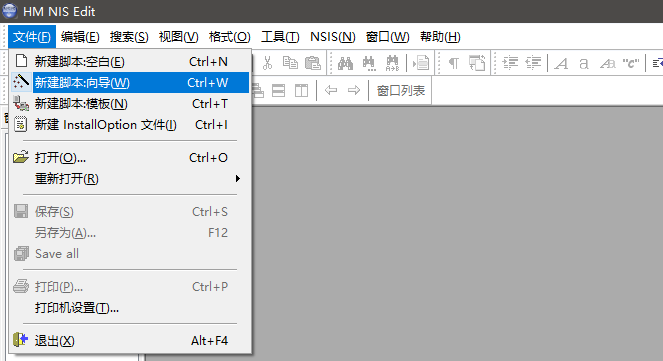 HM NIS Edit
文件(F) 编辑(E) 搜索(S) 视图(V) 格式(O) 工具(T) NSIS(N) 窗口(W) 帮助(H)
新建脚本:空白(E) Ctrl+N
新建脚本:向导(W) Ctrl+W
窗口列表
新建脚本:模板(N) Ctrl+T
新建 InstallOption 文件(I) Ctrl+I
打开(O)... Ctrl+O
重新打开(R)
保存(S) Ctrl+S
另存为(A)... F12
Save all
打印(P)... Ctrl+P
打印机设置(T)...
退出(X) Alt+F4